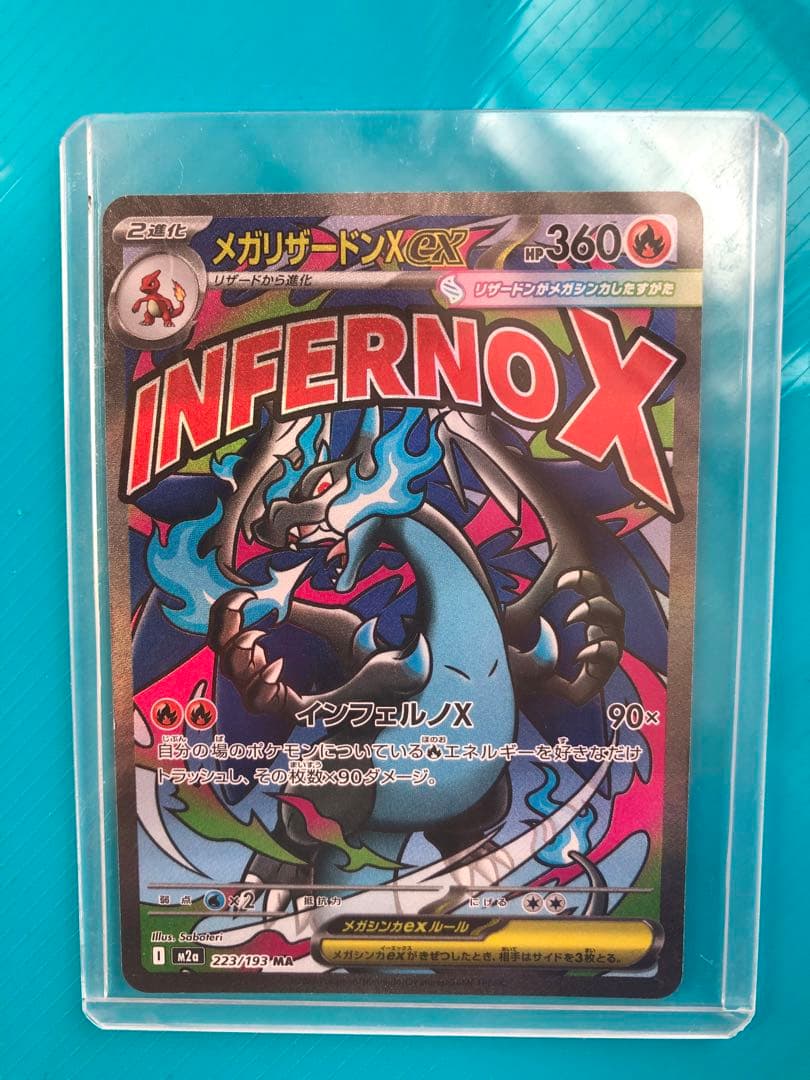 2進化
メガリザードンXex
HP360
リザードから進化
リザードンがメガシンカしたすがた
INFERNOX
インフェルノX 90×
自分の場のポケモンについている エネルギーを好きなだけ
トラッシュし、その枚数×90ダメージ。
弱点 ×2 抵抗力 にげる
メガシンカexルール
メガシンカexがきぜつしたとき、相手はサイドを3枚とる。
Illus. Saboteri
I m2a 223/193 MA